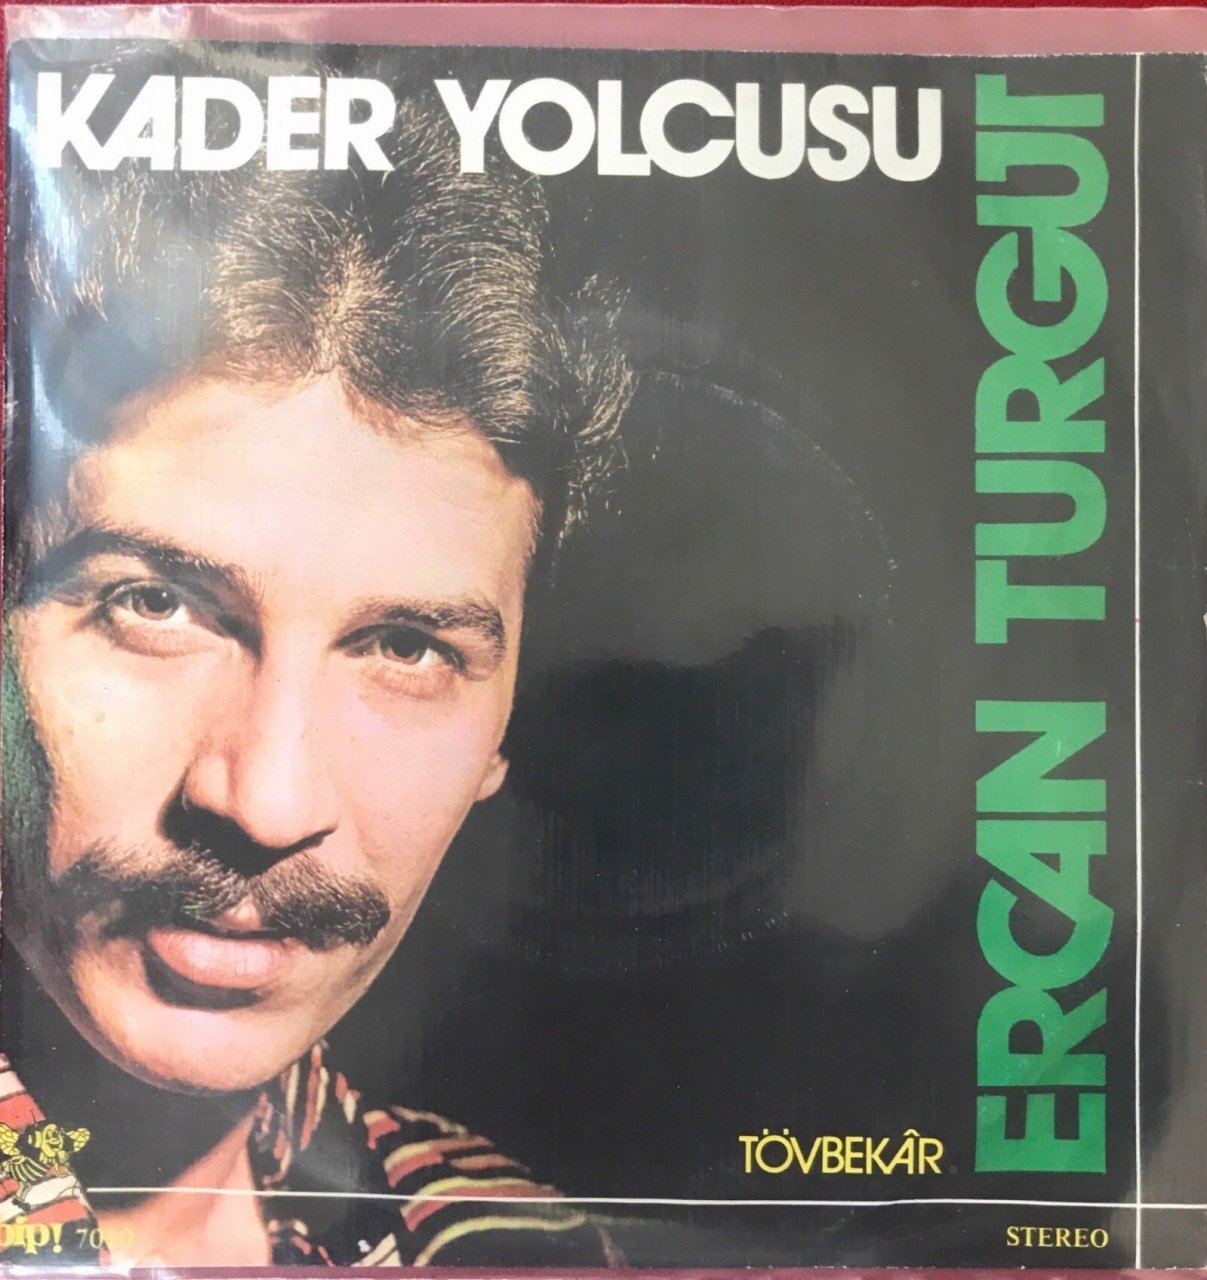 KADER YOLCUSU
ERCAN TURGUT
TÖVBEKÂR
STEREO